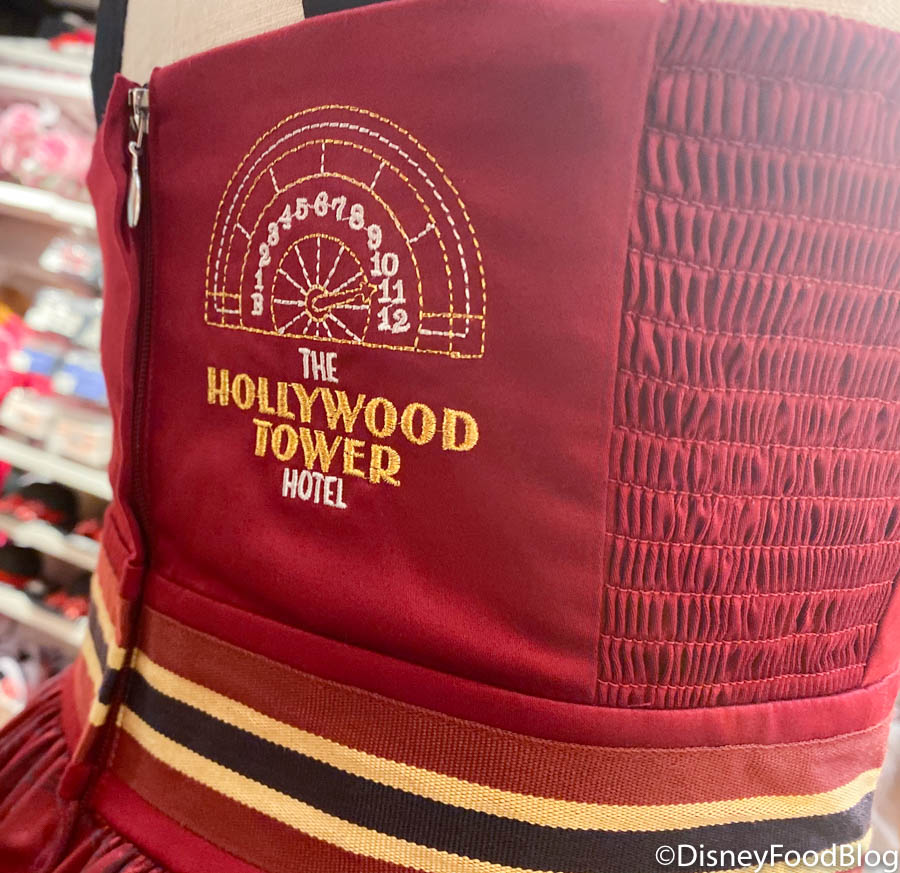 B 1 2 3 4 5 6 7 8 9 10 11 12
THE
HOLLYWOOD
TOWER
HOTEL
©DisneyFoodBlog